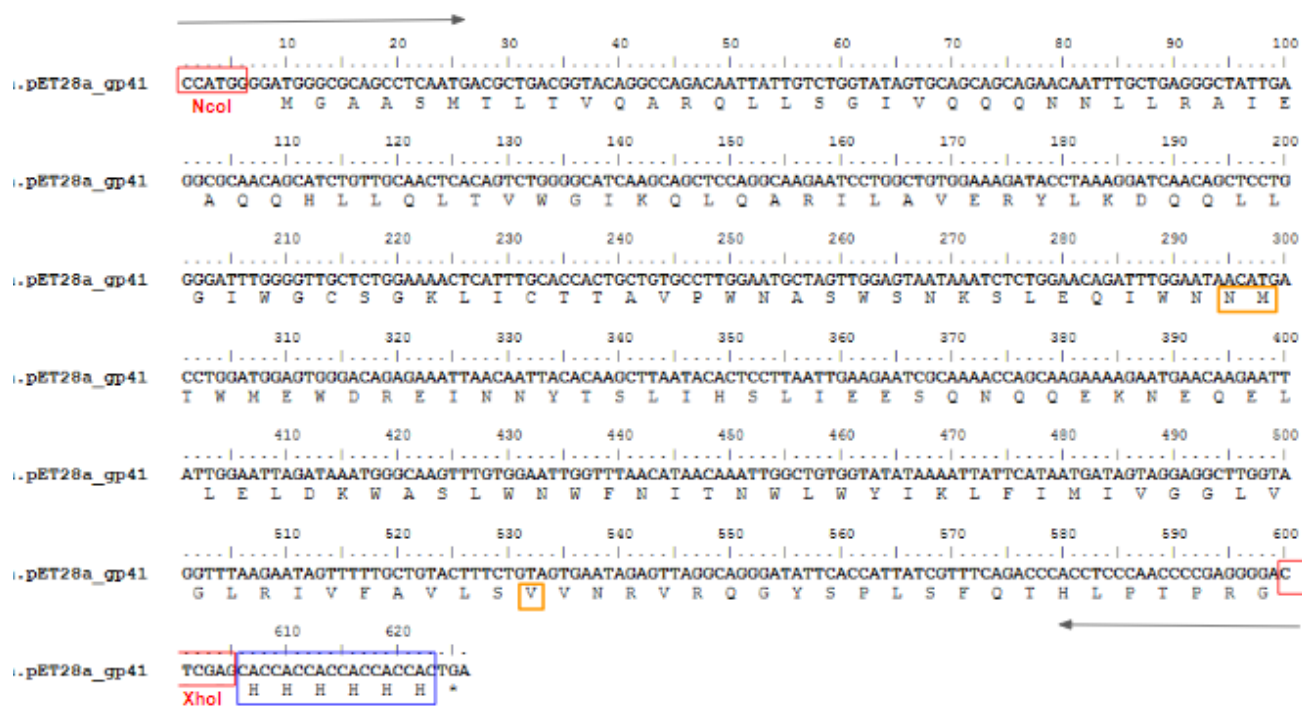 10 20 30 40 50 60 70 80 90 100
.pET28a_gp41 CCATGGGGATGGGCGCAGCCTCAATGACGCTGACGGTACAGGCCAGACAATTATTGTCTGGTATAGTGCAGCAGCAGAACAATTTGCTGAGGGCTATTGA
NcoI M G A A S M T L T V Q A R Q L L S G I V Q Q Q N N L L R A I E
110 120 130 140 150 160 170 180 190 200
.pET28a_gp41 GGCGCAACAGCATCTGTTGCAACTCACAGTCTGGGGCATCAAGCAGCTCCAGGCAAGAATCCTGGCTGTGGAAAGATACCTAAAGGATCAACAGCTCCTG
A Q Q H L L Q L T V W G I K Q L Q A R I L A V E R Y L K D Q Q L L
210 220 230 240 250 260 270 280 290 300
.pET28a_gp41 GGGATTTGGGGTTGCTCTGGAAAACTCATTTGCACCACTGCTGTGCCTTGGAATGCTAGTTGGAGTAATAAATCTCTGGAACAGATTTGGAATAACATGA
G I W G C S G K L I C T T A V P W N A S W S N K S L E Q I W N N M
310 320 330 340 350 360 370 380 390 400
.pET28a_gp41 CCTGGATGGAGTGGGACAGAGAAATTAACAATTACACAAGCTTAATACACTCCTTAATTGAAGAATCGCAAAACCAGCAAGAAAAGAATGAACAAGAATT
T W M E W D R E I N N Y T S L I H S L I E E S Q N Q Q E K N E Q E L
410 420 430 440 450 460 470 480 490 500
.pET28a_gp41 ATTGGAATTAGATAAATGGGCAAGTTTGTGGAATTGGTTTAACATAACAAATTGGCTGTGGTATATAAAATTATTCATAATGATAGTAGGAGGCTTGGTA
L E L D K W A S L W N W F N I T N W L W Y I K L F I M I V G G L V
510 520 530 540 550 560 570 580 590 600
.pET28a_gp41 GGTTTAAGAATAGTTTTTGCTGTACTTTCTGTAGTGAATAGAGTTAGGCAGGGATATTCACCATTATCGTTTCAGACCCACCTCCCAACCCCGAGGGGAC
G L R I V F A V L S V V N R V R Q G Y S P L S F Q T H L P T P R G
610 620
.pET28a_gp41 TCGAGCACCACCACCACCACCACTGA
XhoI H H H H H H *